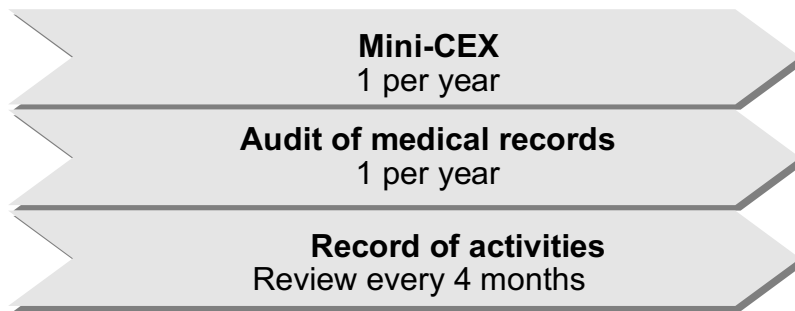 Mini-CEX
1 per year
Audit of medical records
1 per year
Record of activities
Review every 4 months